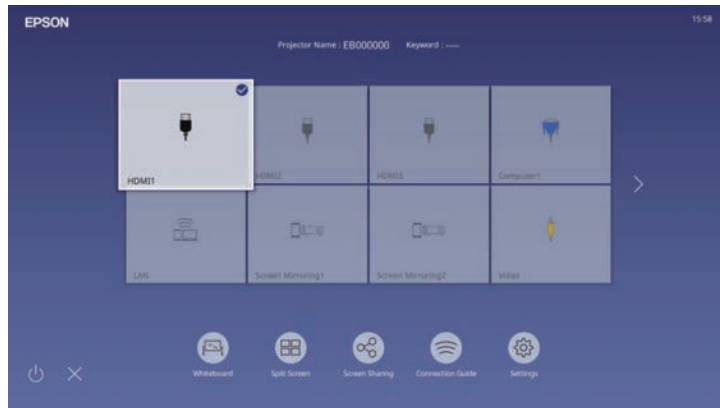 EPSON
15:58
Projector Name : EB000000 Keyword : ----
HDMI1 HDMI2 HDMI3 Computer1
LAN Screen Mirroring1 Screen Mirroring2 Video
Whiteboard Split Screen Screen Sharing Connection Guide Settings